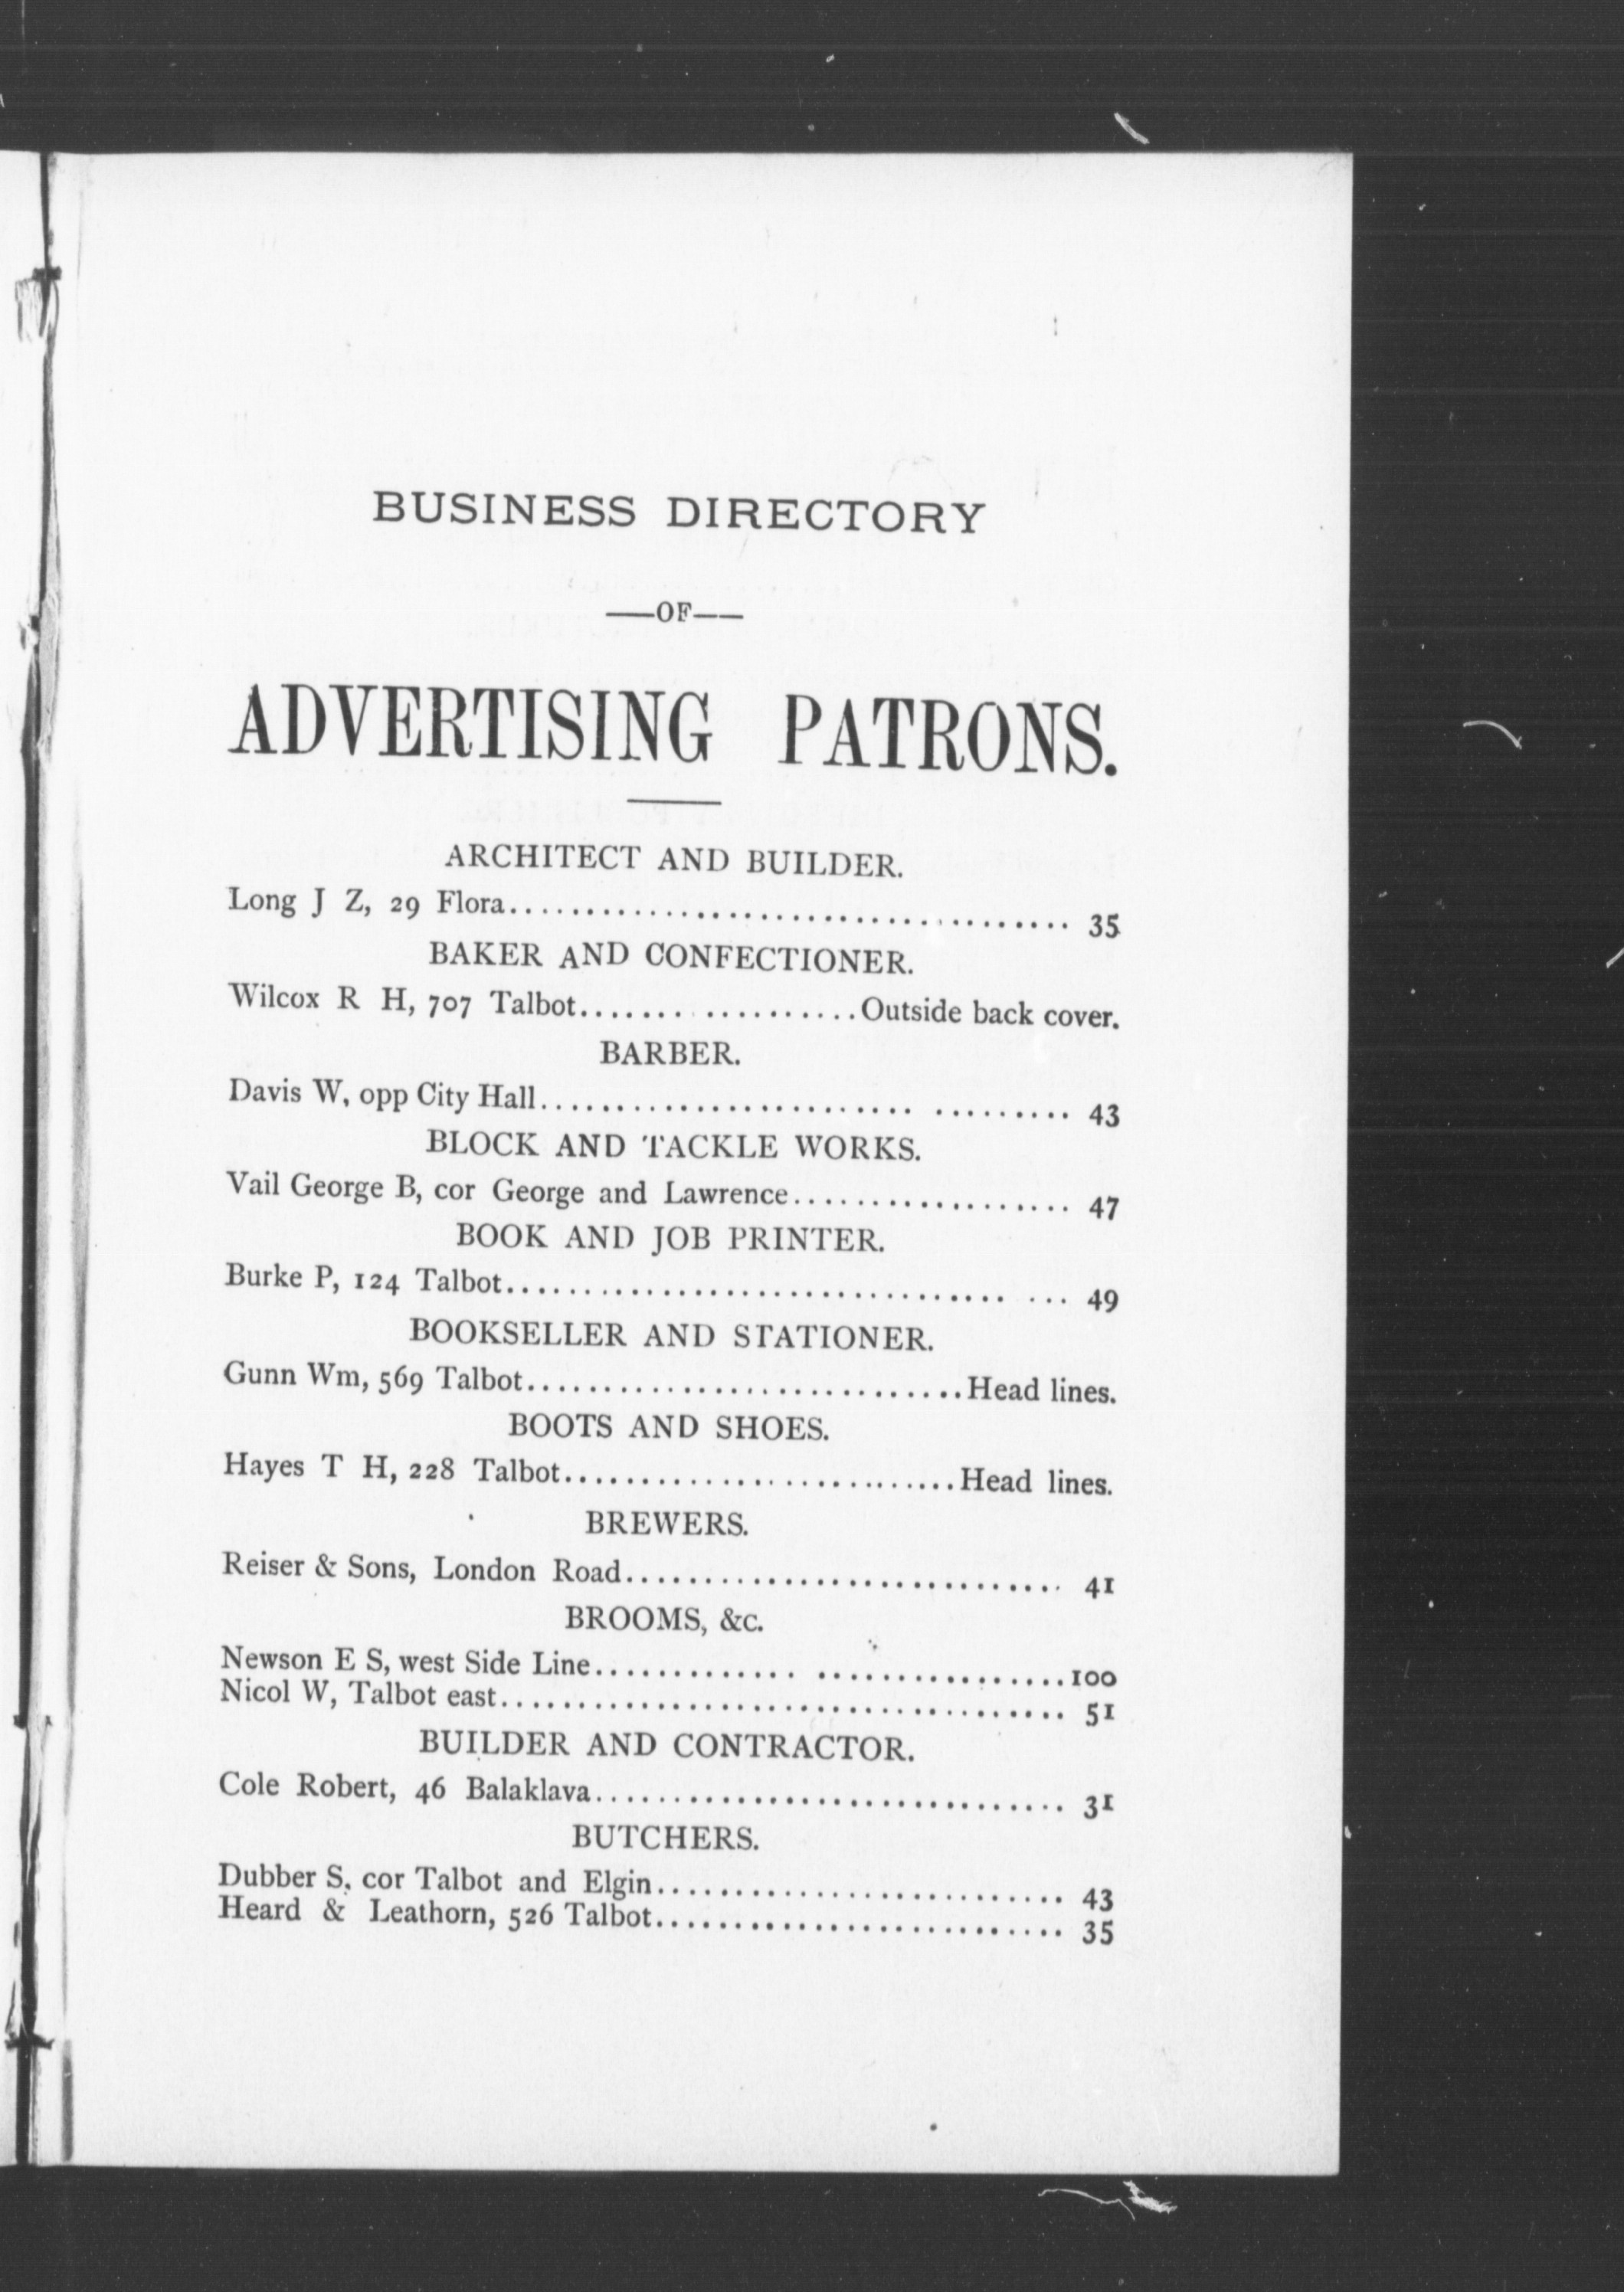 BUSINESS DIRECTORY
—OF—
ADVERTISING PATRONS.
ARCHITECT AND BUILDER.
Long J Z, 29 Flora.................................... 35
BAKER AND CONFECTIONER.
Wilcox R H, 707 Talbot..................Outside back cover.
BARBER.
Davis W, opp City Hall........................ ......... 43
BLOCK AND TACKLE WORKS.
Vail George B, cor George and Lawrence.................. 47
BOOK AND JOB PRINTER.
Burke P, 124 Talbot................................ ... 49
BOOKSELLER AND STATIONER.
Gunn Wm, 569 Talbot............................Head lines.
BOOTS AND SHOES.
Hayes T H, 228 Talbot.........................Head lines.
BREWERS.
Reiser & Sons, London Road............................ 41
BROOMS, &c.
Newson E S, west Side Line............. ................100
Nicol W, Talbot east.................................... 51
BUILDER AND CONTRACTOR.
Cole Robert, 46 Balaklava.............................. 31
BUTCHERS.
Dubber S, cor Talbot and Elgin.......................... 43
Heard & Leathorn, 526 Talbot.......................... 35